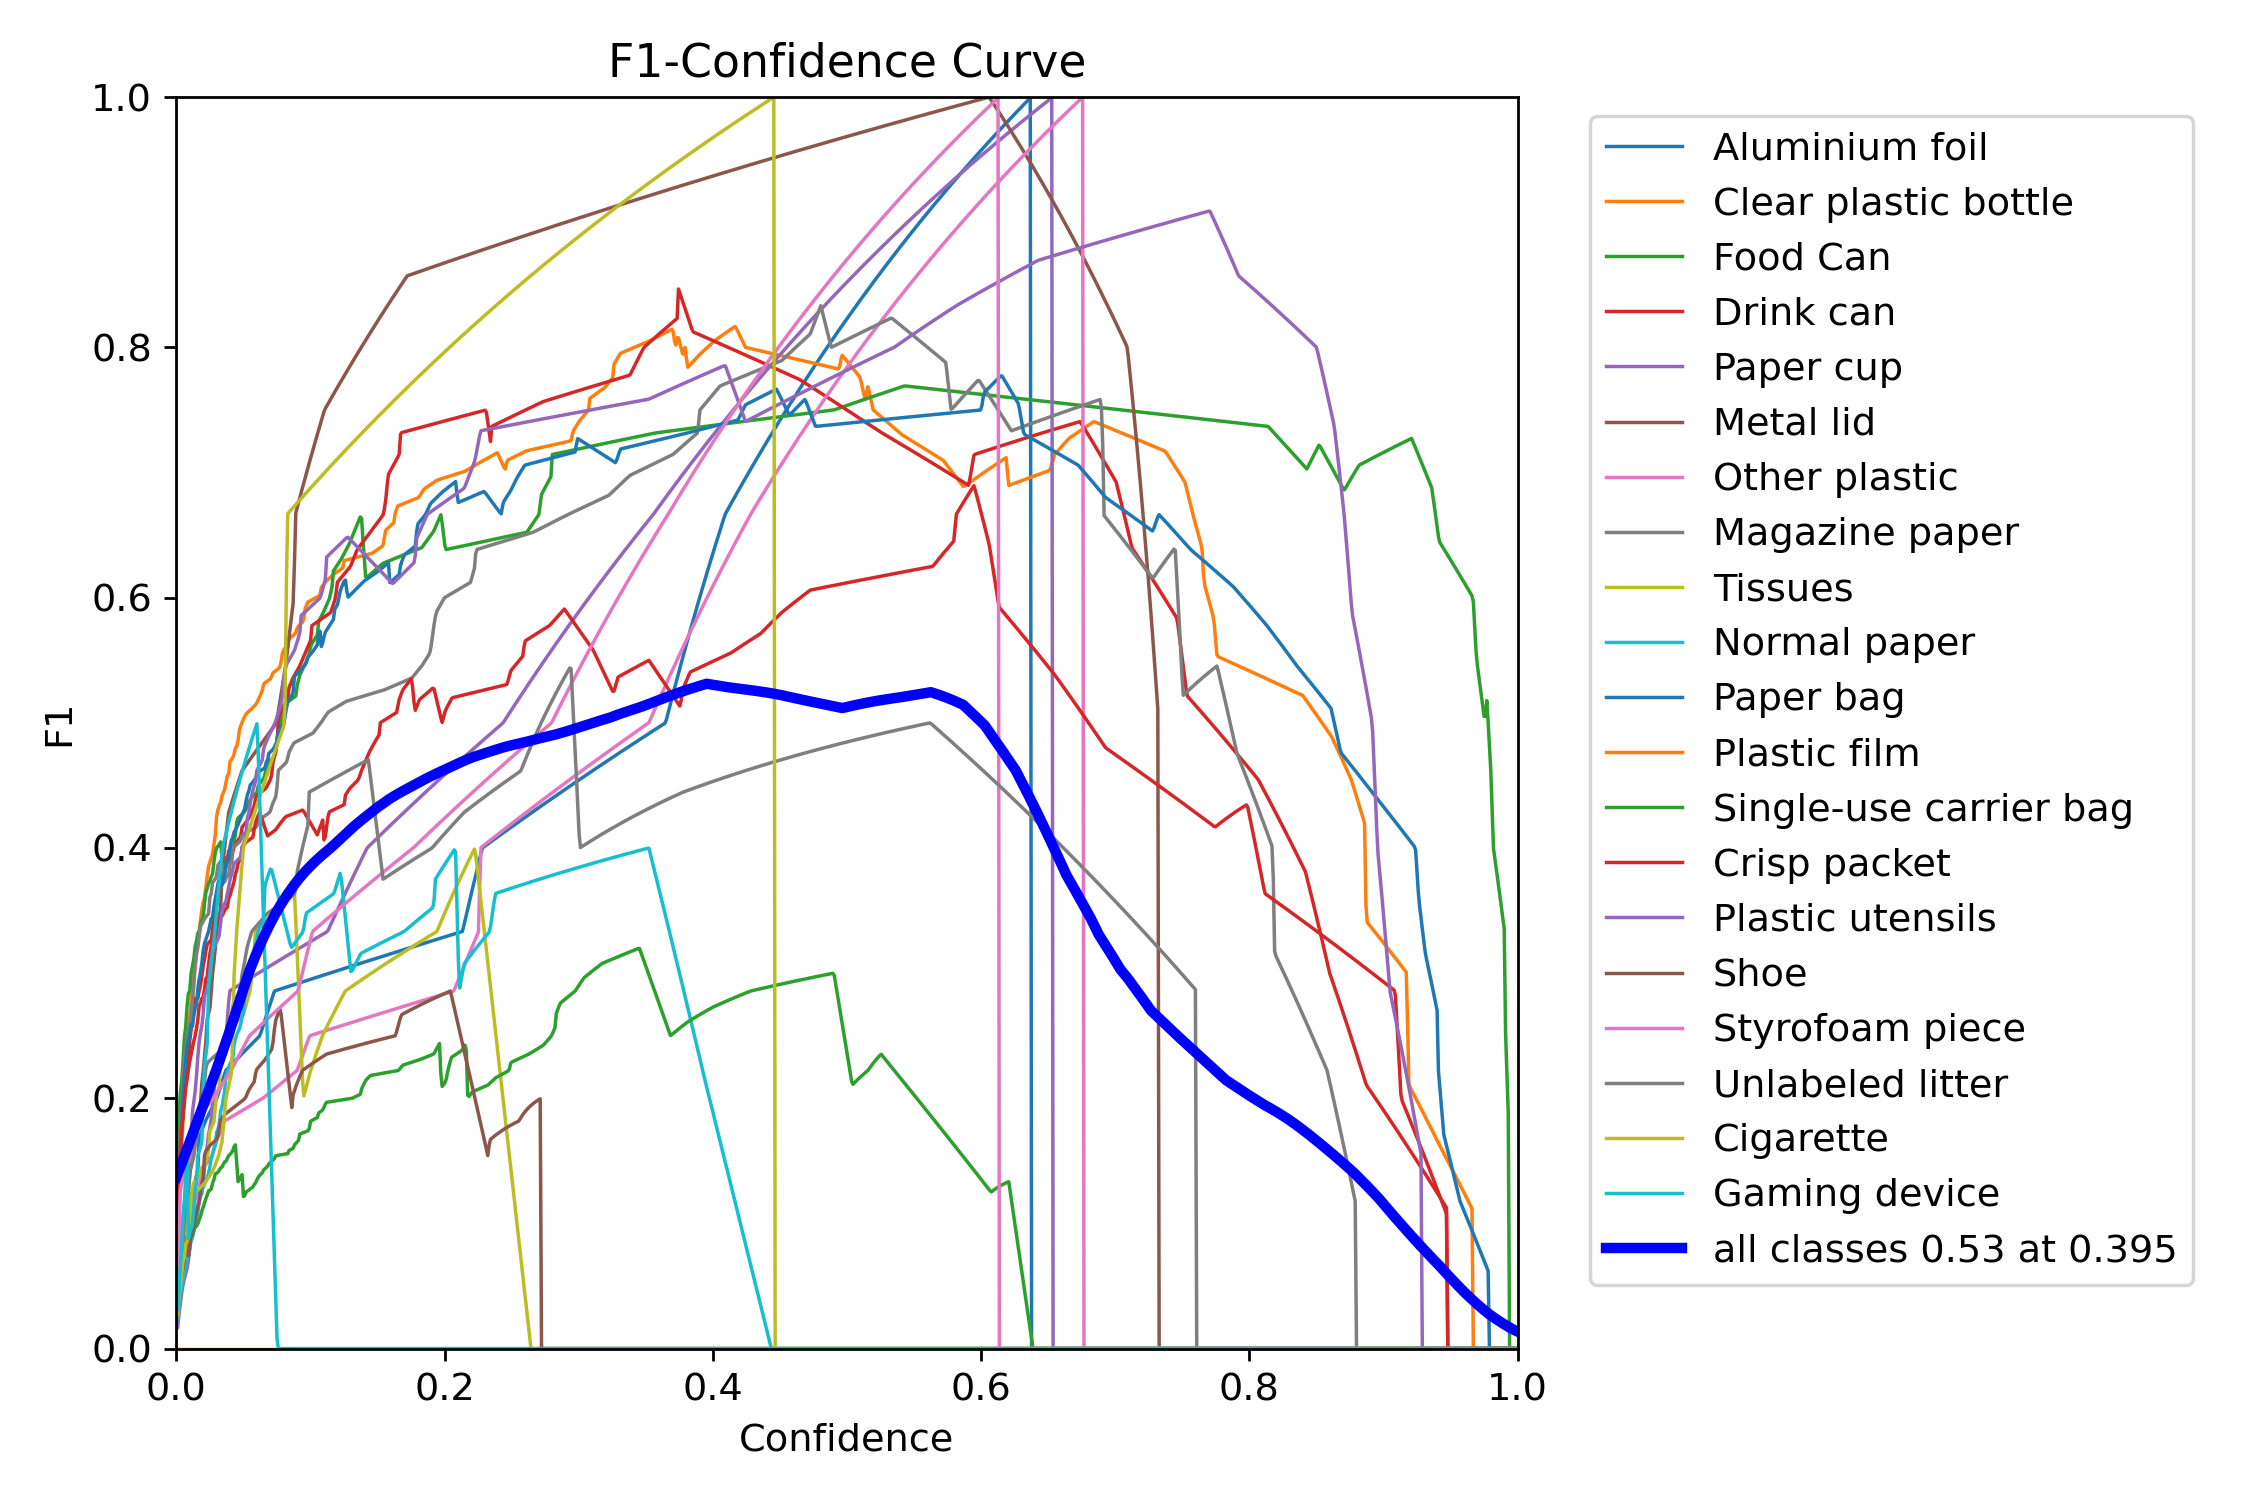 F1-Confidence Curve
1.0
0.8
0.6
0.4
0.2
0.0
F1
0.0 0.2 0.4 0.6 0.8 1.0
Confidence
Aluminium foil
Clear plastic bottle
Food Can
Drink can
Paper cup
Metal lid
Other plastic
Magazine paper
Tissues
Normal paper
Paper bag
Plastic film
Single-use carrier bag
Crisp packet
Plastic utensils
Shoe
Styrofoam piece
Unlabeled litter
Cigarette
Gaming device
all classes 0.53 at 0.395